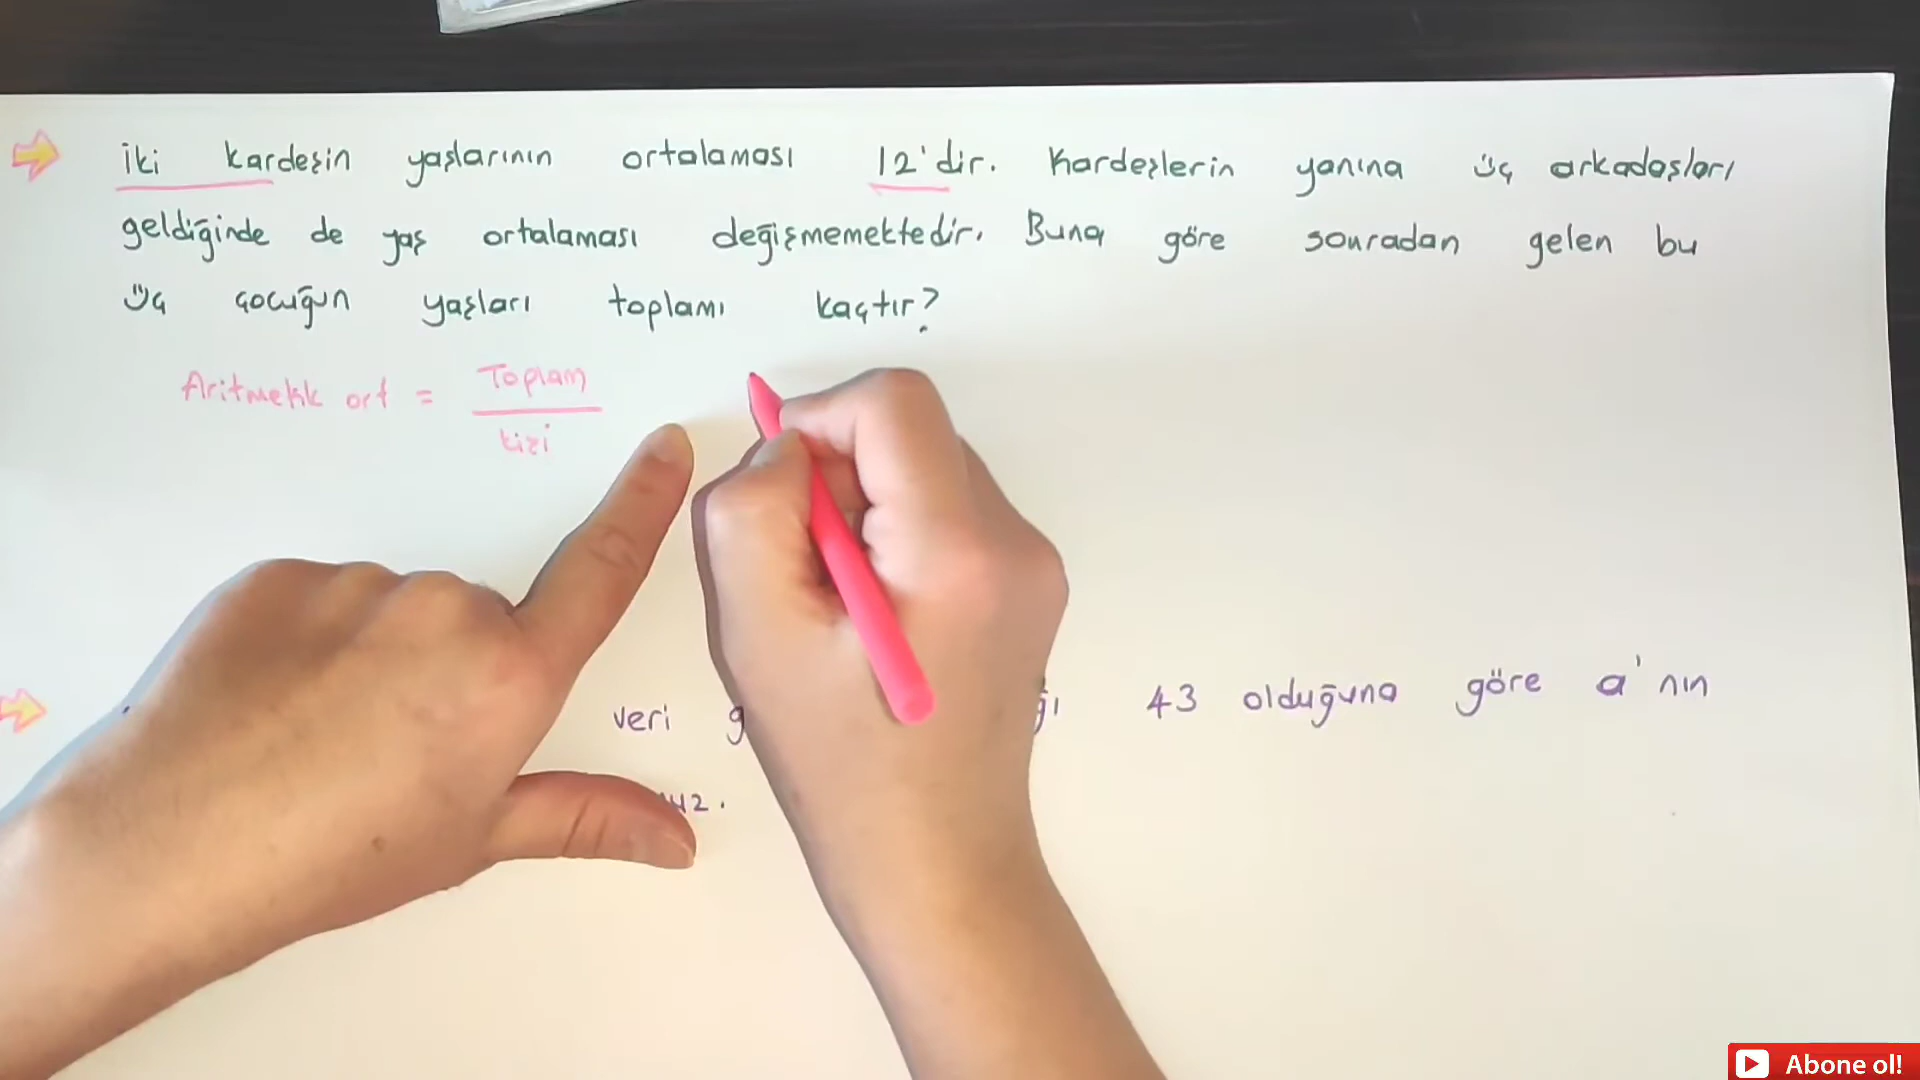 iki kardeşin yaşlarının ortalaması 12'dir. Kardeşlerin yanına üç arkadaşları
geldiğinde de yaş ortalaması değişmemektedir. Buna göre sonradan gelen bu
üç çocuğun yaşları toplamı kaçtır?
Aritmetik ort = Toplam
kişi
veri 43 olduğuna göre a'nın
Abone ol!